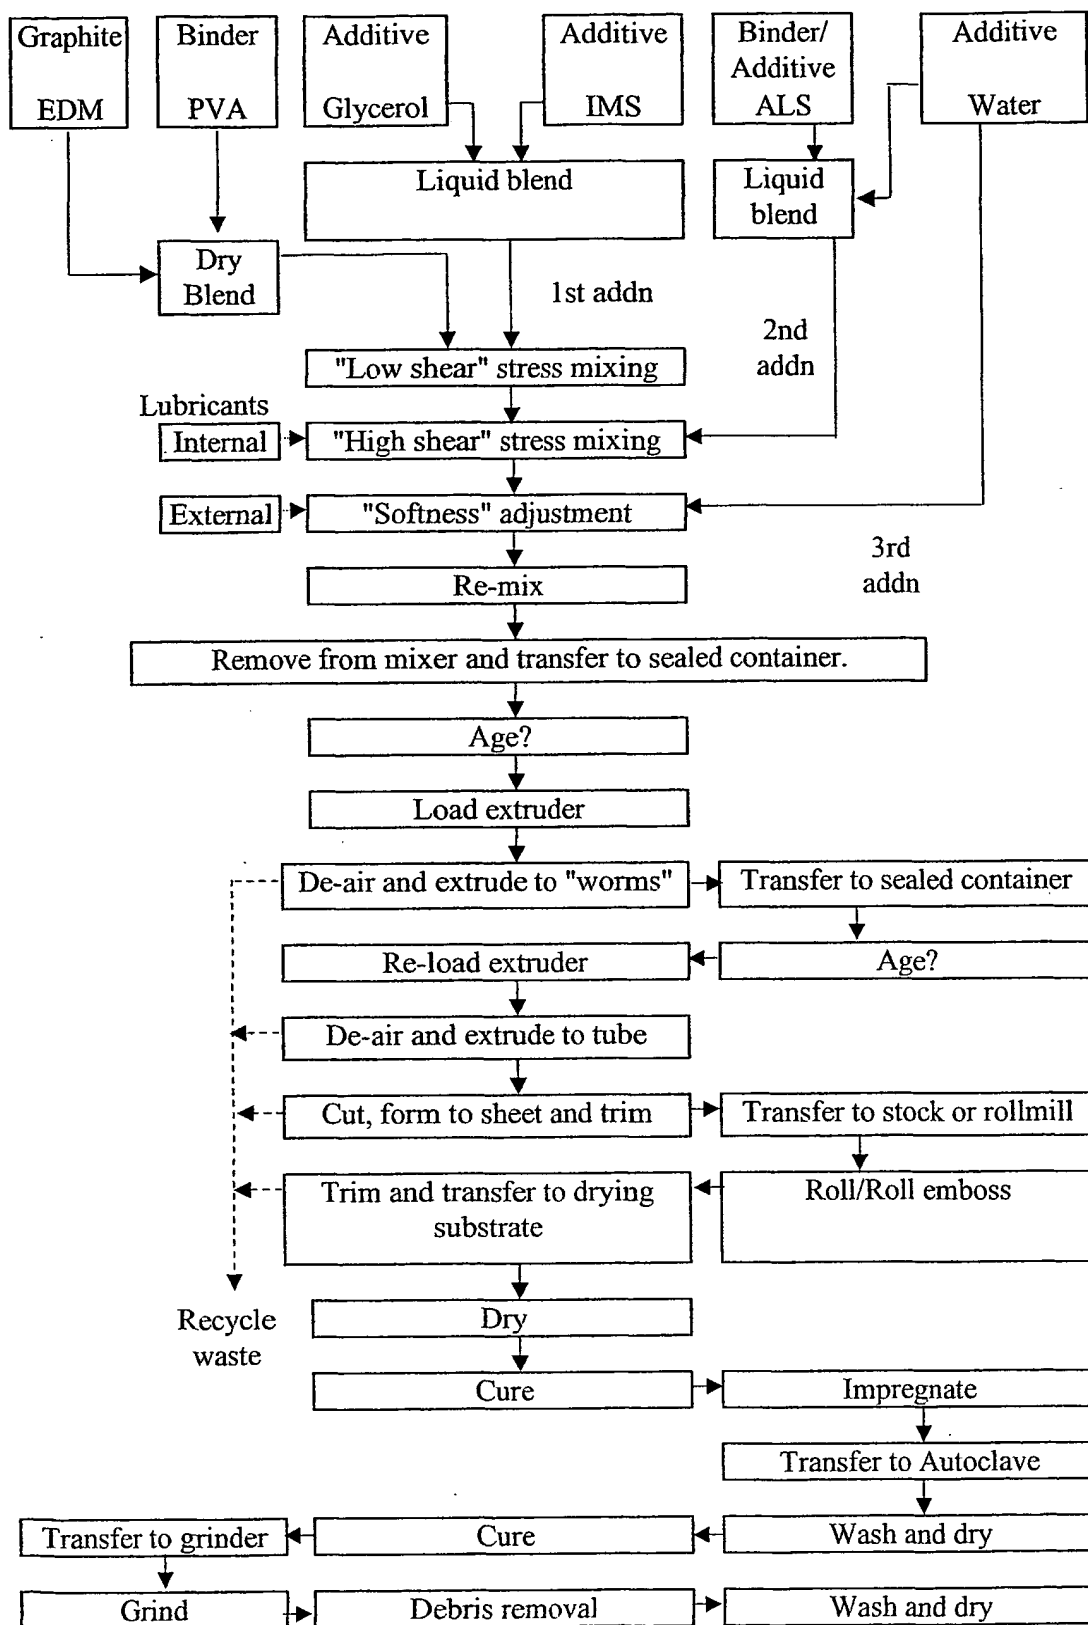 Graphite
EDM
Binder
PVA
Additive
Glycerol
Additive
IMS
Binder/
Additive
ALS
Additive
Water
Liquid blend
Liquid
blend
Dry
Blend
1st addn
2nd
addn
"Low shear" stress mixing
Lubricants
Internal
"High shear" stress mixing
External
"Softness" adjustment
3rd
addn
Re-mix
Remove from mixer and transfer to sealed container.
Age?
Load extruder
De-air and extrude to "worms"
Transfer to sealed container
Re-load extruder
Age?
De-air and extrude to tube
Cut, form to sheet and trim
Transfer to stock or rollmill
Trim and transfer to drying
substrate
Roll/Roll emboss
Recycle
waste
Dry
Cure
Impregnate
Transfer to Autoclave
Transfer to grinder
Cure
Wash and dry
Grind
Debris removal
Wash and dry